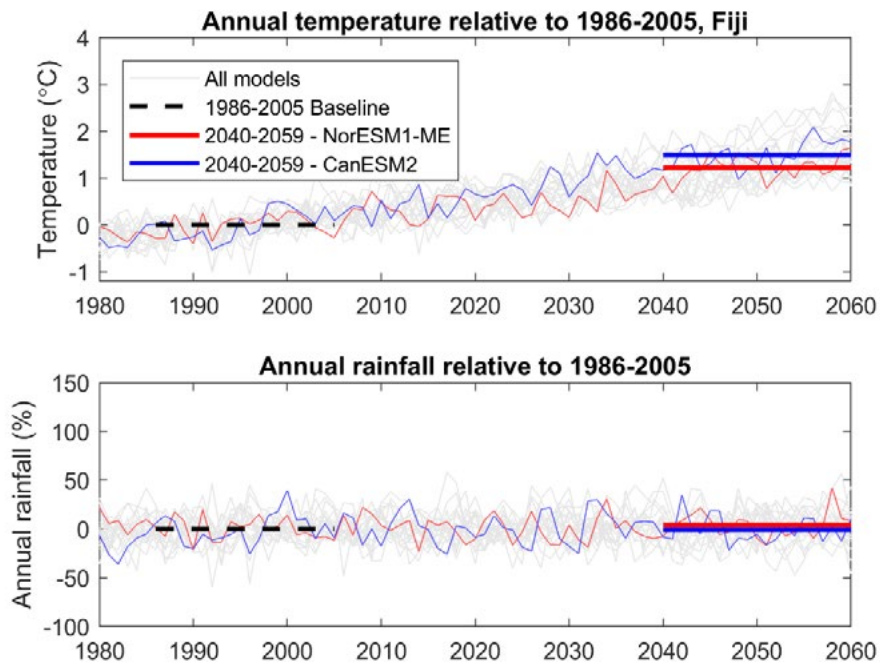 Annual temperature relative to 1986-2005, Fiji
Temperature (°C)
4
3
2
1
0
-1
All models
1986-2005 Baseline
2040-2059 - NorESM1-ME
2040-2059 - CanESM2
1980 1990 2000 2010 2020 2030 2040 2050 2060
Annual rainfall relative to 1986-2005
Annual rainfall (%)
150
100
50
0
-50
-100
1980 1990 2000 2010 2020 2030 2040 2050 2060